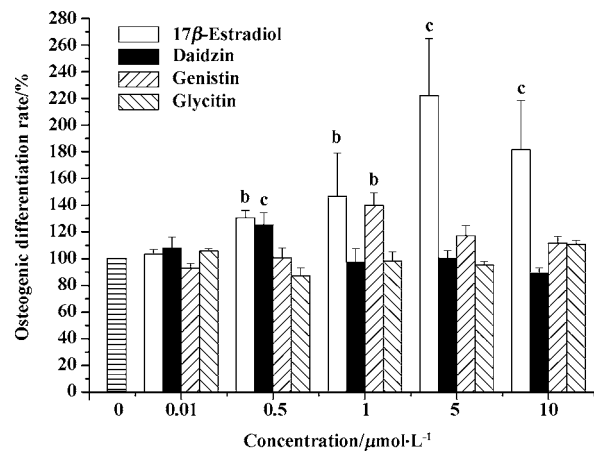 280
260
240
220
200
180
160
140
120
100
80
60
40
20
0
Osteogenic differentiation rate/%
17β-Estradiol
Daidzin
Genistin
Glycitin
b c
b b
c
c
0 0.01 0.5 1 5 10
Concentration/μmol·L⁻¹